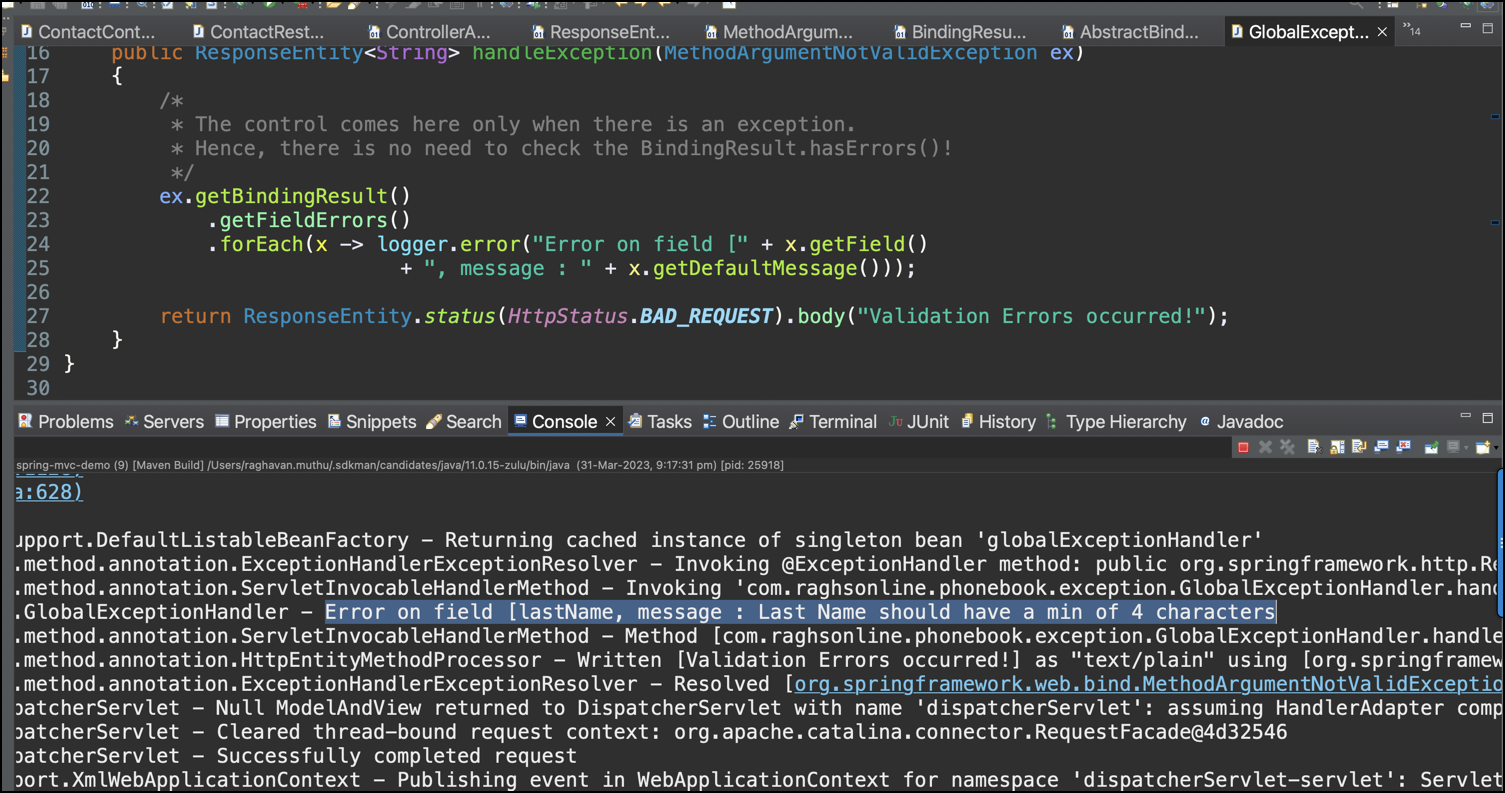 ContactCont... ContactRest... ControllerA... ResponseEnt... MethodArgum... BindingResu... AbstractBind... GlobalExcept... 14
16 public ResponseEntity<String> handleException(MethodArgumentNotValidException ex)
17 {
18 /*
19 * The control comes here only when there is an exception.
20 * Hence, there is no need to check the BindingResult.hasErrors()!
21 */
22 ex.getBindingResult()
23 .getFieldErrors()
24 .forEach(x -> logger.error("Error on field [" + x.getField()
25 + ", message : " + x.getDefaultMessage()));
26
27 return ResponseEntity.status(HttpStatus.BAD_REQUEST).body("Validation Errors occurred!");
28 }
29 }
30
Problems Servers Properties Snippets Search Console Tasks Outline Terminal JUnit History Type Hierarchy Javadoc
spring-mvc-demo (9) [Maven Build] /Users/raghavan.muthu/.sdkman/candidates/java/11.0.15-zulu/bin/java (31-Mar-2023, 9:17:31 pm) [pid: 25918]
a:628)
upport.DefaultListableBeanFactory - Returning cached instance of singleton bean 'globalExceptionHandler'
.method.annotation.ExceptionHandlerExceptionResolver - Invoking @ExceptionHandler method: public org.springframework.http.Re
.method.annotation.ServletInvocableHandlerMethod - Invoking 'com.raghsonline.phonebook.exception.GlobalExceptionHandler.hand
.GlobalExceptionHandler - Error on field [lastName, message : Last Name should have a min of 4 characters
.method.annotation.ServletInvocableHandlerMethod - Method [com.raghsonline.phonebook.exception.GlobalExceptionHandler.handle
.method.annotation.HttpEntityMethodProcessor - Written [Validation Errors occurred!] as "text/plain" using [org.springframew
.method.annotation.ExceptionHandlerExceptionResolver - Resolved [org.springframework.web.bind.MethodArgumentNotValidExceptio
patcherServlet - Null ModelAndView returned to DispatcherServlet with name 'dispatcherServlet': assuming HandlerAdapter comp
patcherServlet - Cleared thread-bound request context: org.apache.catalina.connector.RequestFacade@4d32546
patcherServlet - Successfully completed request
port.XmlWebApplicationContext - Publishing event in WebApplicationContext for namespace 'dispatcherServlet-servlet': Servlet